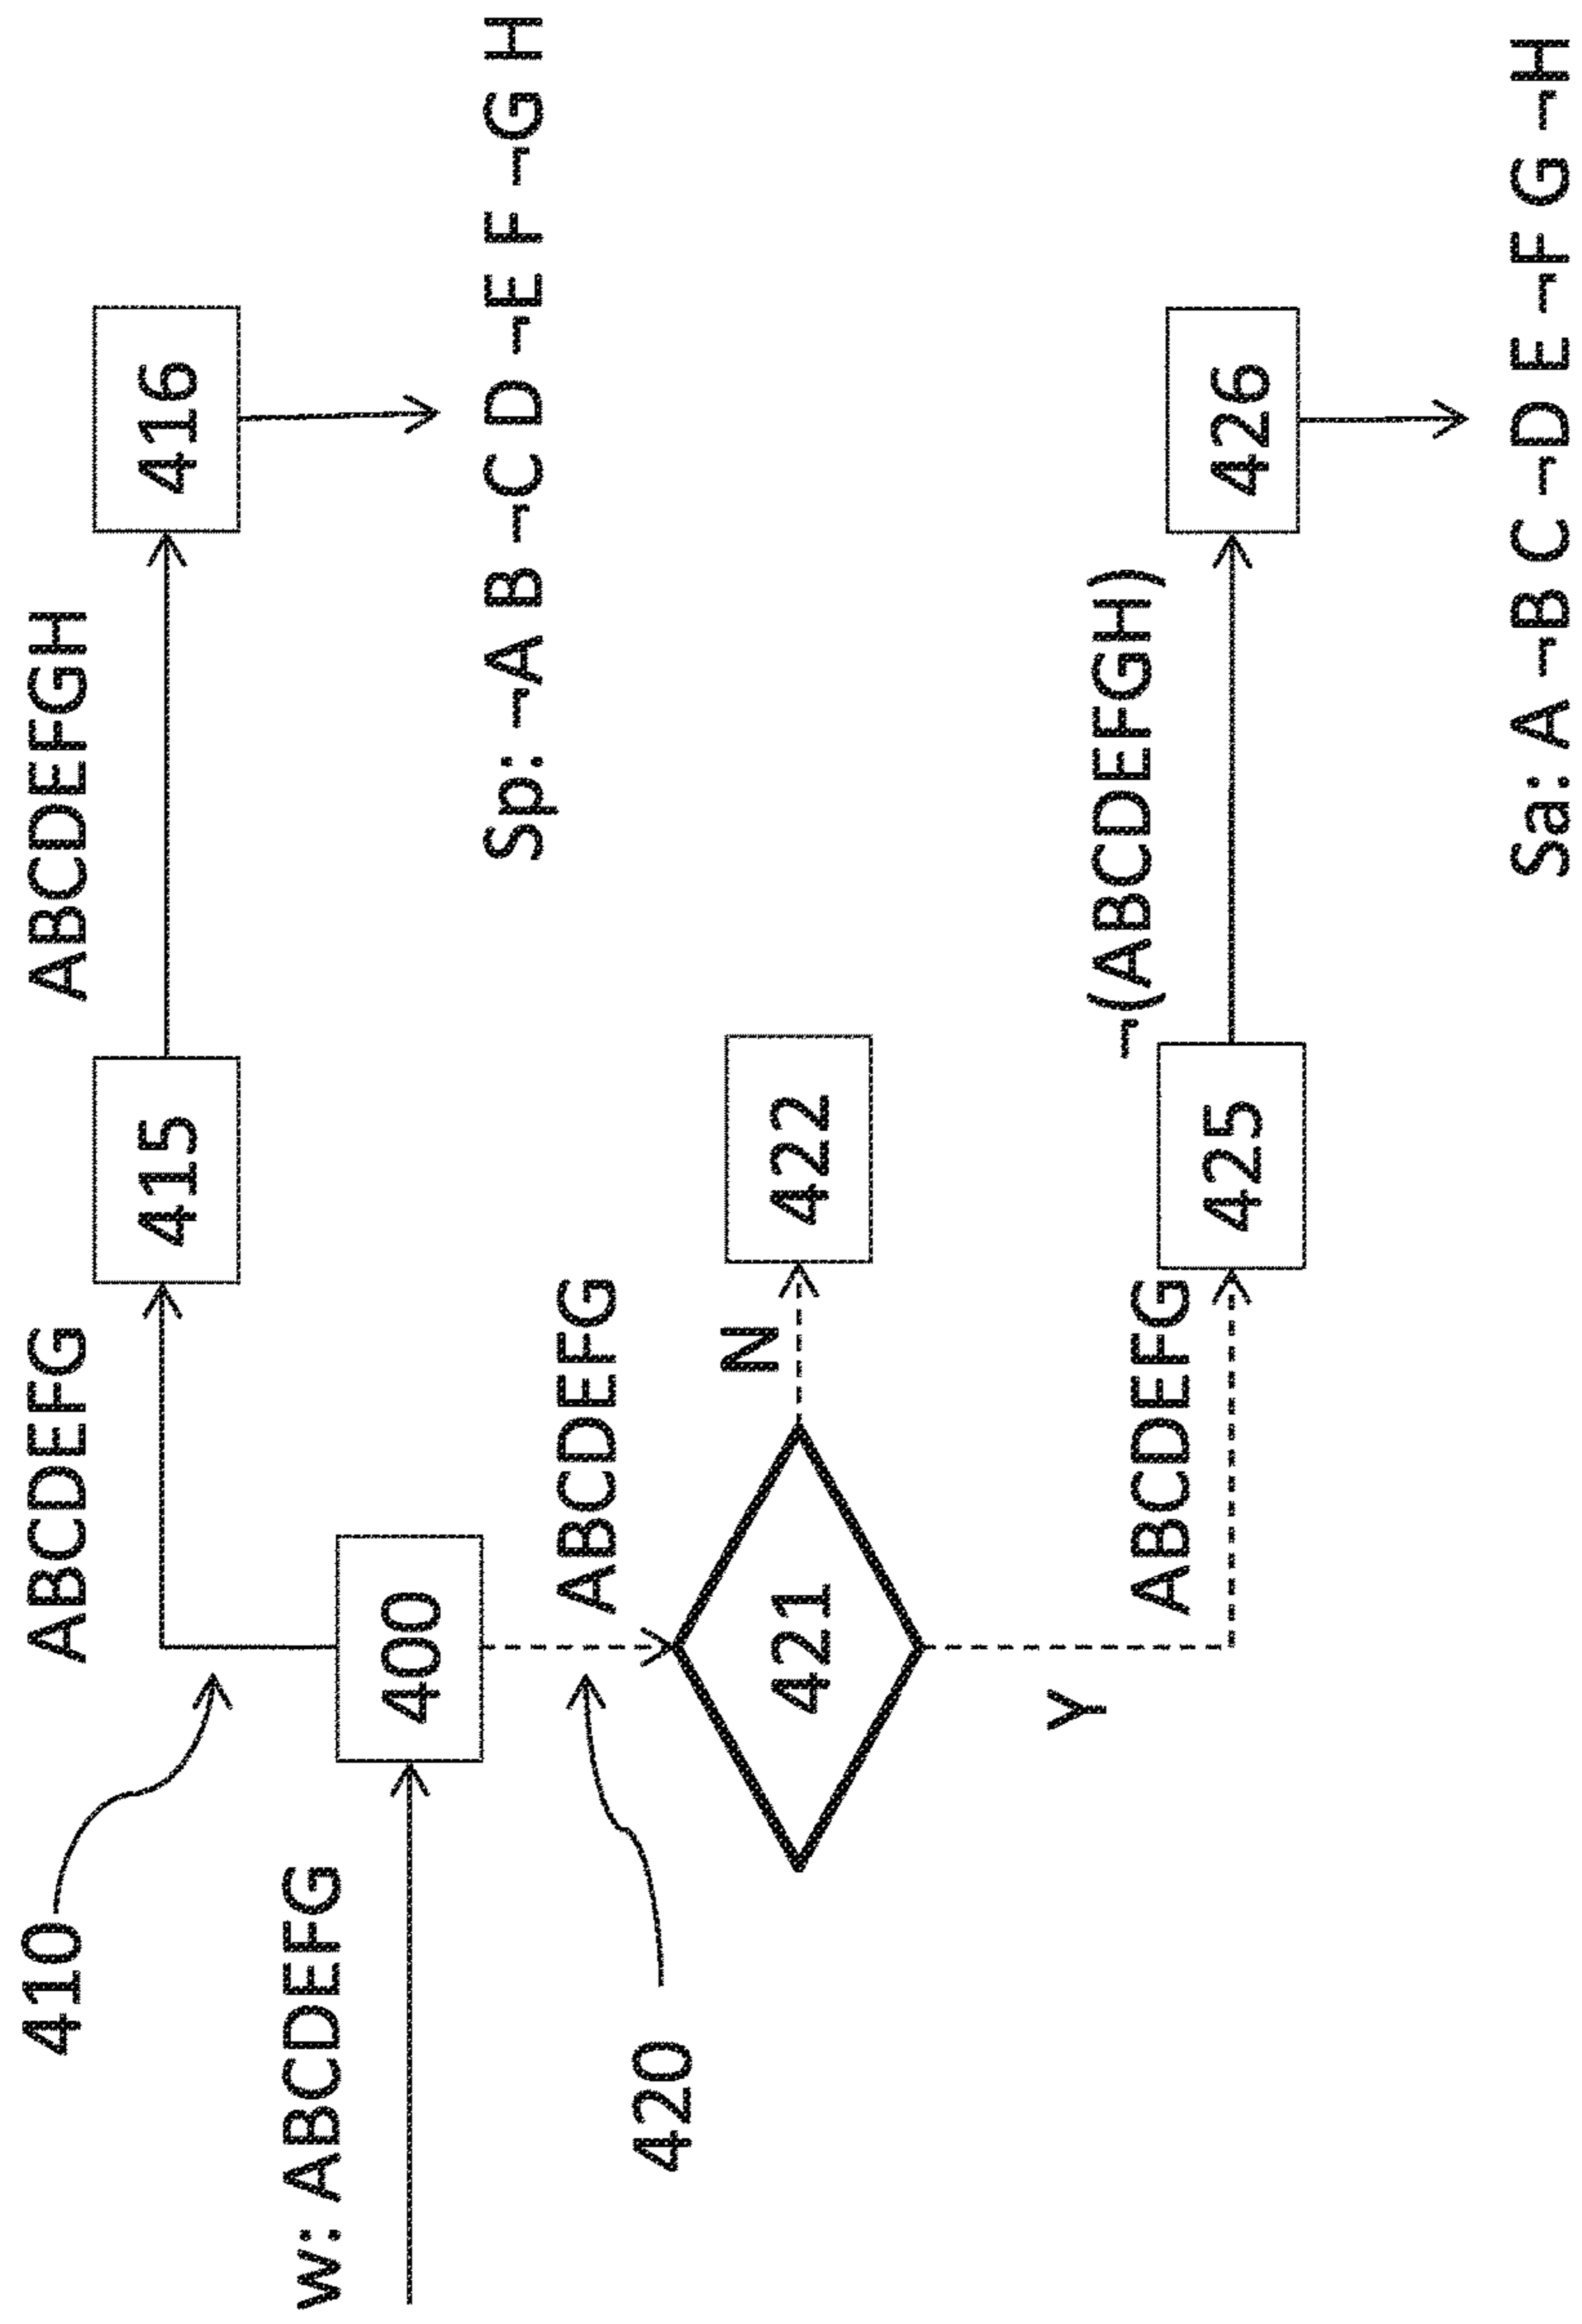 410
ABCDEFG
ABCDEFGH
415
416
w: ABCDEFG
400
Sp: ¬A B ¬C D ¬E F ¬G H
ABCDEFG
420
N
421
422
Y
¬(ABCDEFGH)
ABCDEFG
425
426
Sa: A ¬B C ¬D E ¬F G ¬H